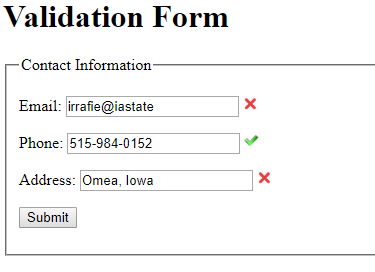 Validation Form
Contact Information
Email: irrafie@iastate
Phone: 515-984-0152
Address: Omea, Iowa
Submit